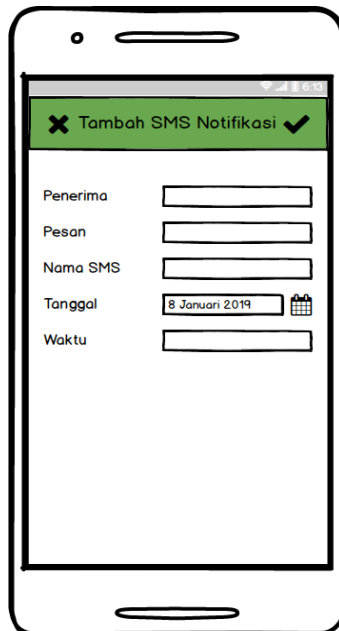 6:13
Tambah SMS Notifikasi
Penerima
Pesan
Nama SMS
Tanggal 8 Januari 2019
Waktu